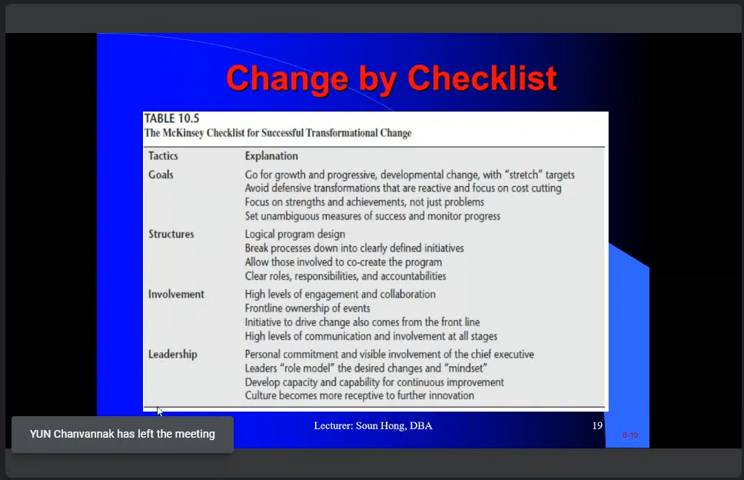 Change by Checklist
TABLE 10.5
The McKinsey Checklist for Successful Transformational Change
Tactics Explanation
Goals Go for growth and progressive, developmental change, with “stretch” targets
Avoid defensive transformations that are reactive and focus on cost cutting
Focus on strengths and achievements, not just problems
Set unambiguous measures of success and monitor progress
Structures Logical program design
Break processes down into clearly defined initiatives
Allow those involved to co-create the program
Clear roles, responsibilities, and accountabilities
Involvement High levels of engagement and collaboration
Frontline ownership of events
Initiative to drive change also comes from the front line
High levels of communication and involvement at all stages
Leadership Personal commitment and visible involvement of the chief executive
Leaders “role model” the desired changes and “mindset”
Develop capacity and capability for continuous improvement
Culture becomes more receptive to further innovation
YUN Chanvannak has left the meeting
Lecturer: Soun Hong, DBA 19
8-19